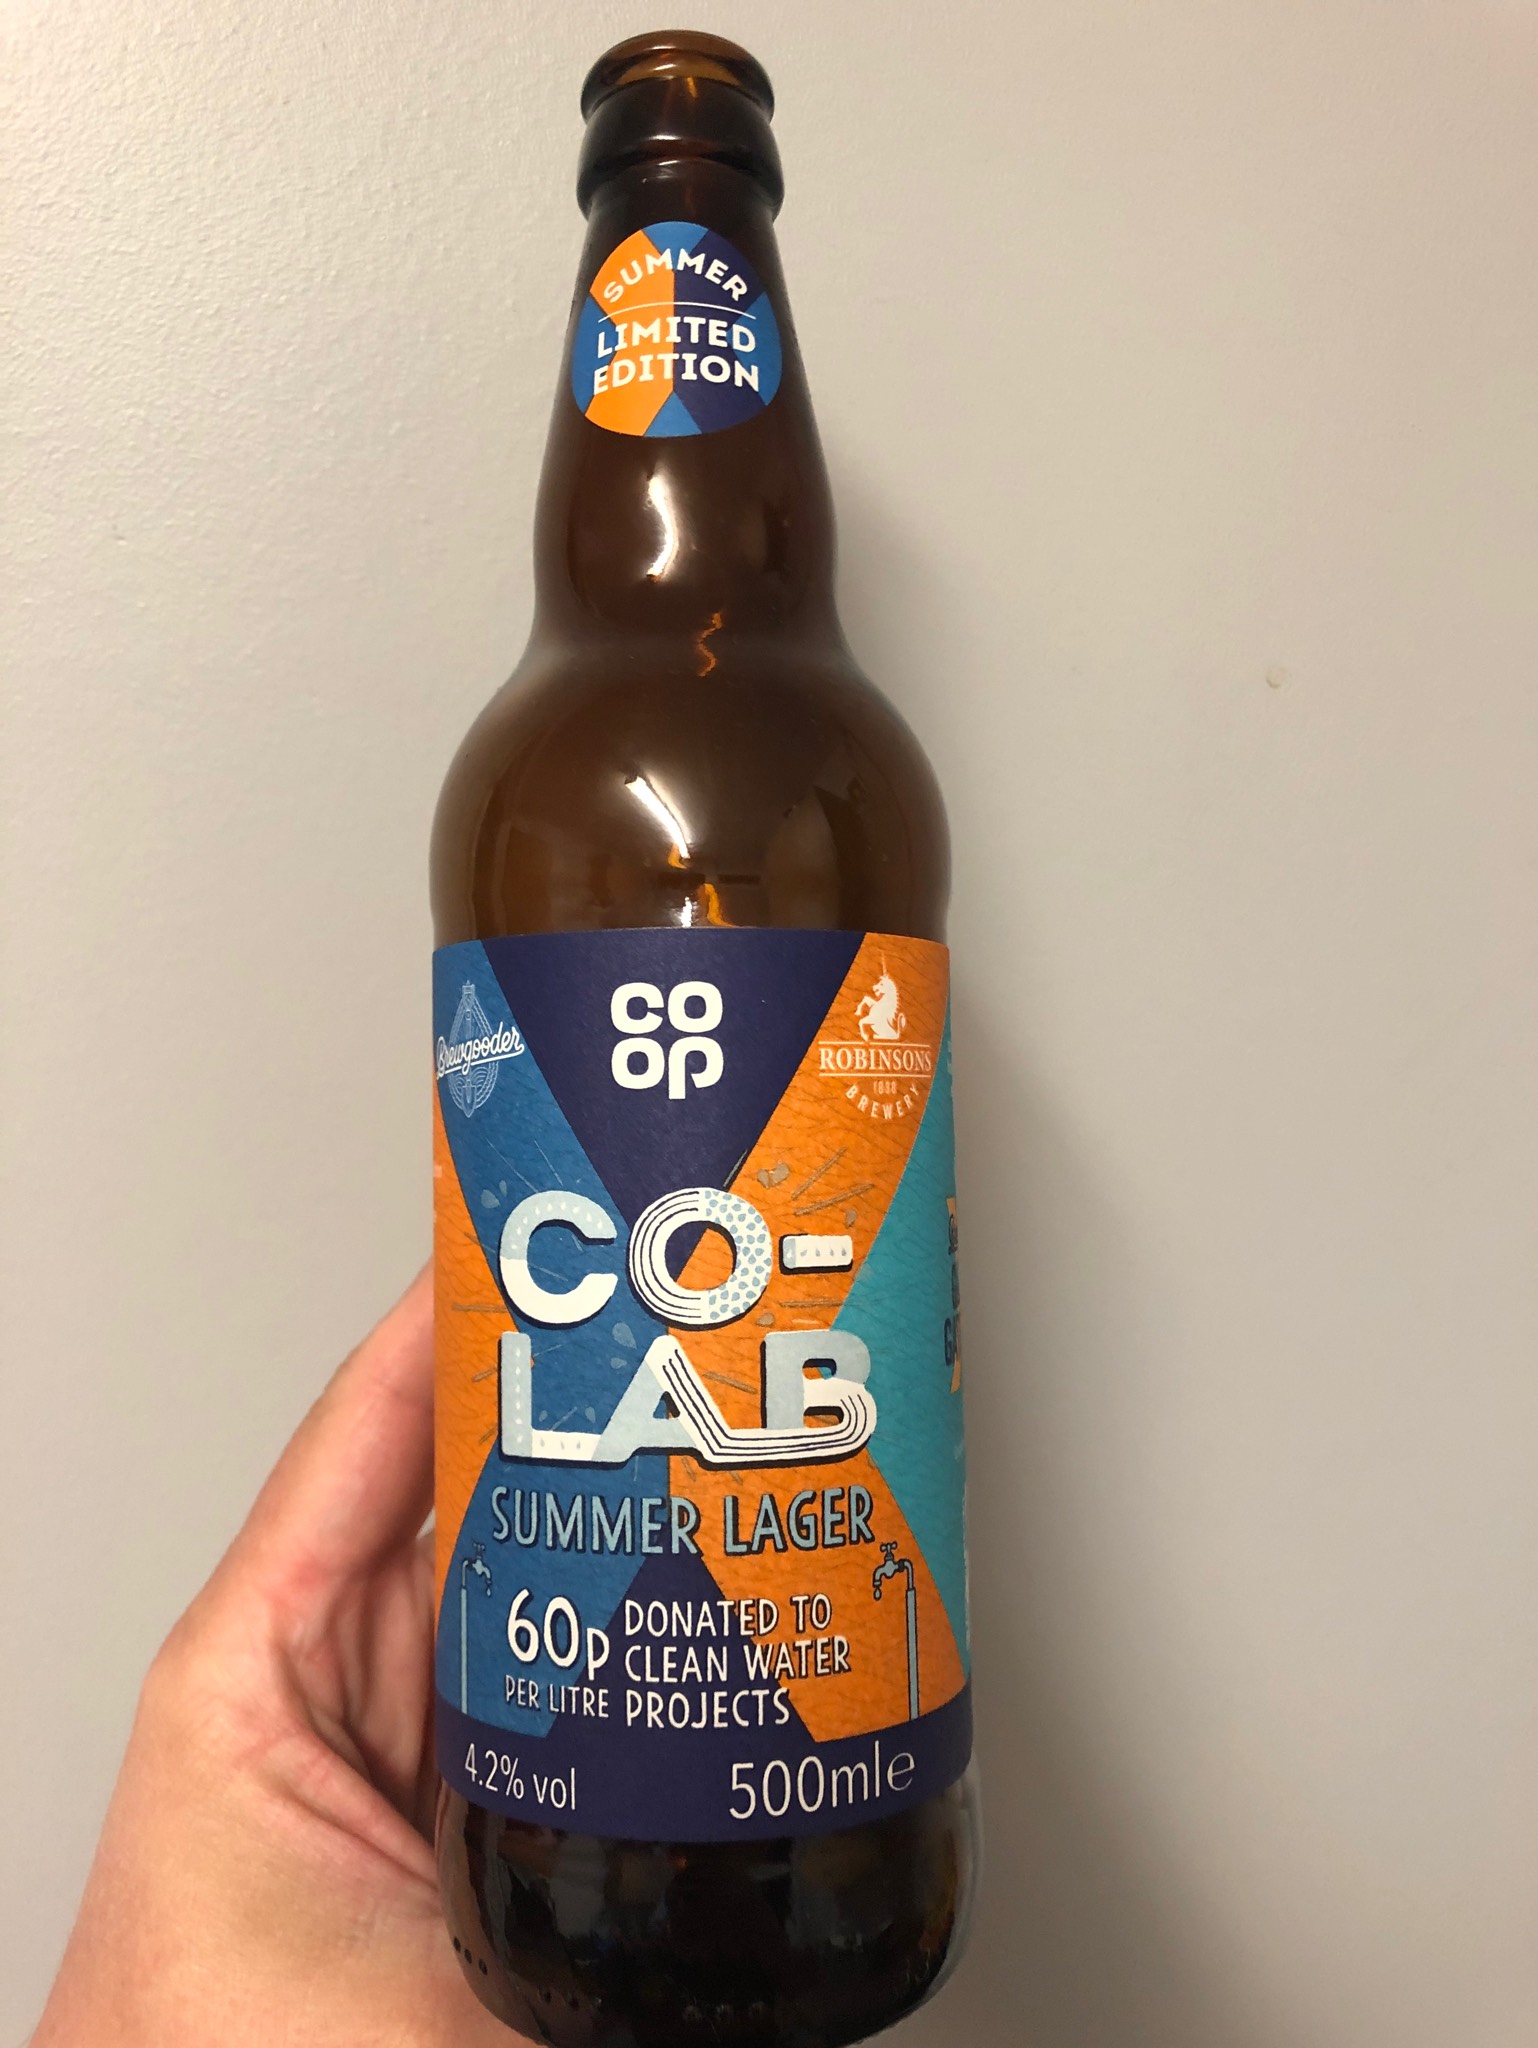 SUMMER
LIMITED
EDITION
CO
OP
Brewgooder
ROBINSONS
1838
BREWERY
CO-
LAB
SUMMER LAGER
60p
PER LITRE
DONATED TO
CLEAN WATER
PROJECTS
4.2% vol
500ml℮